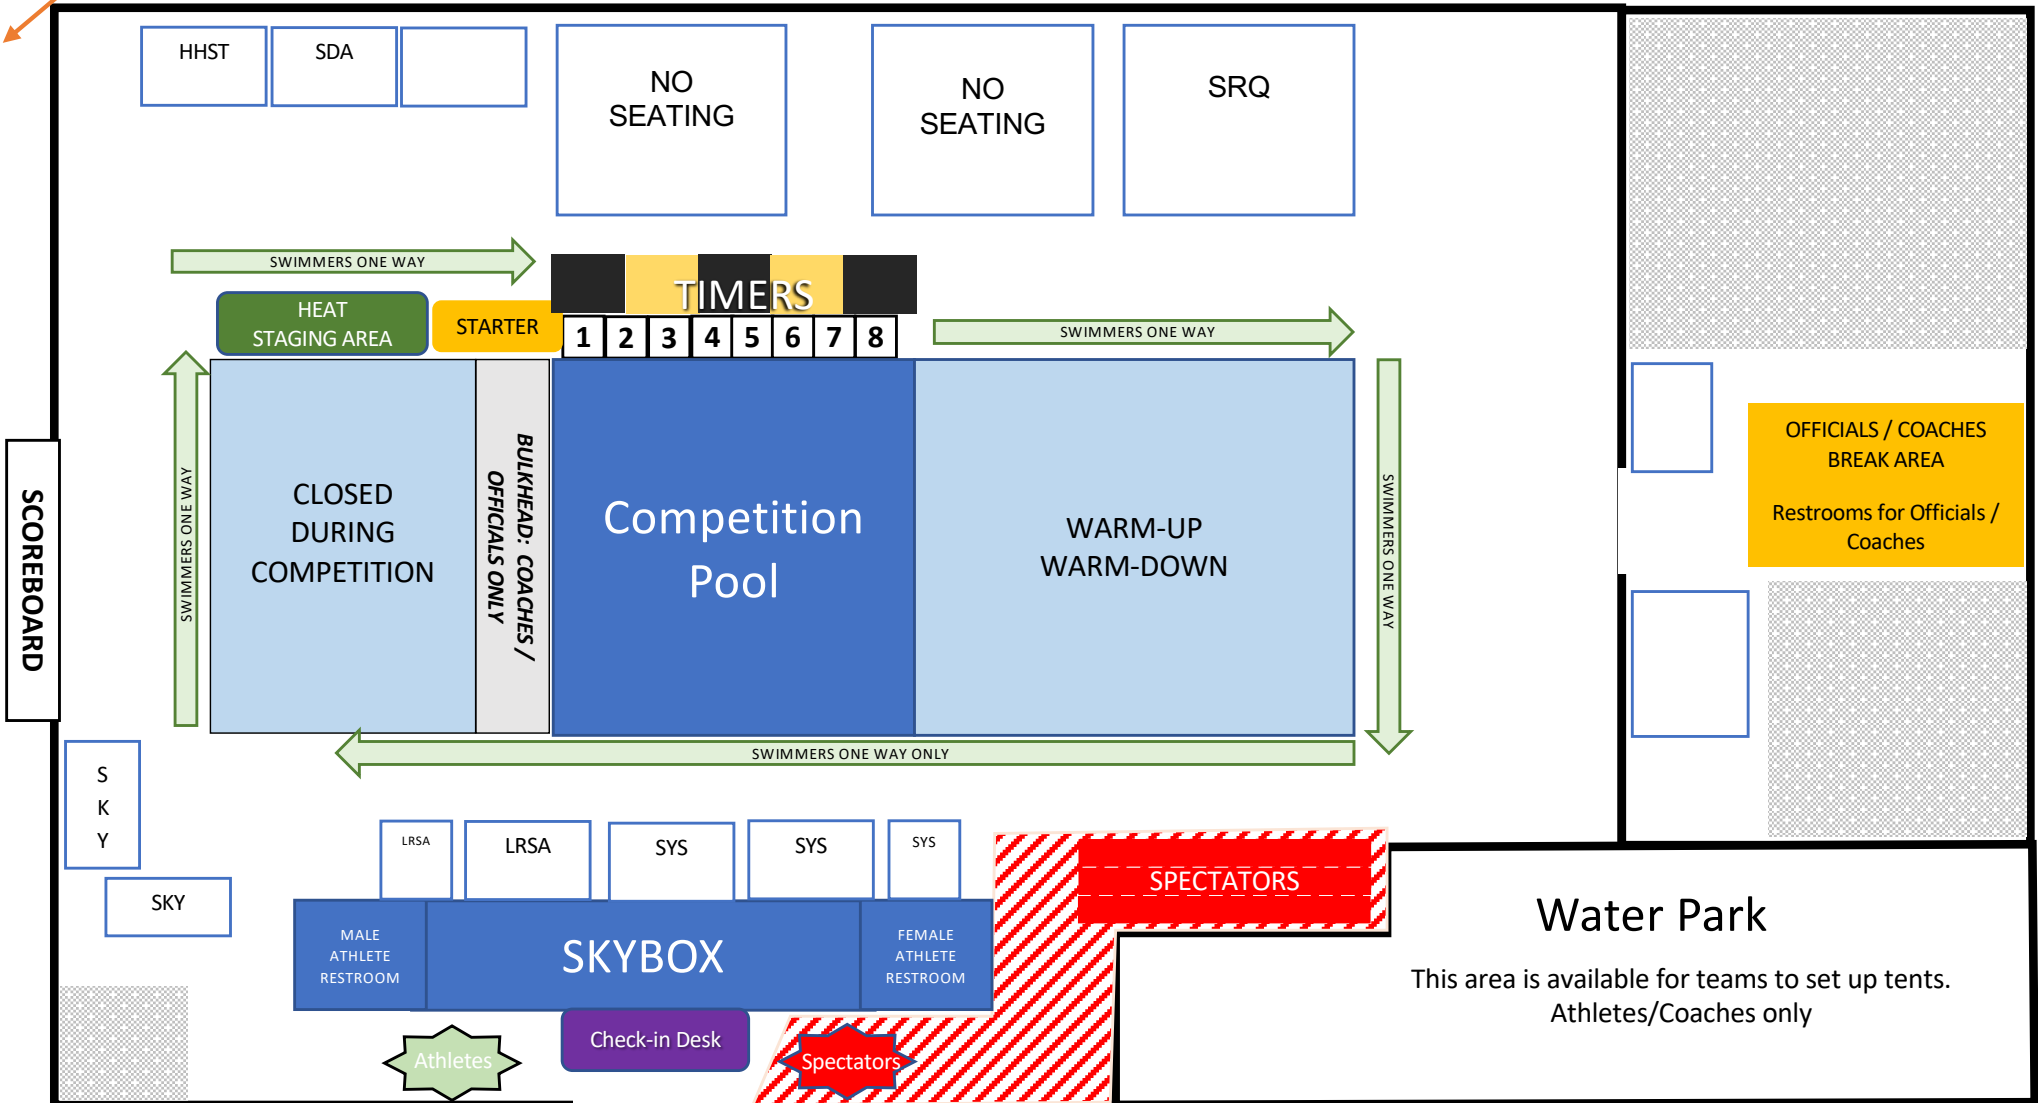 HHST
SDA
NO
SEATING
NO
SEATING
SRQ
SWIMMERS ONE WAY
TIMERS
HEAT
STAGING AREA
STARTER
1 2 3 4 5 6 7 8
SWIMMERS ONE WAY
SWIMMERS ONE WAY
CLOSED
DURING
COMPETITION
BULKHEAD: COACHES /
OFFICIALS ONLY
Competition
Pool
WARM-UP
WARM-DOWN
SWIMMERS ONE WAY
OFFICIALS / COACHES
BREAK AREA
Restrooms for Officials /
Coaches
SCOREBOARD
SWIMMERS ONE WAY ONLY
S
K
Y
SKY
LRSA
LRSA
SYS
SYS
SYS
SPECTATORS
MALE
ATHLETE
RESTROOM
SKYBOX
FEMALE
ATHLETE
RESTROOM
Water Park
This area is available for teams to set up tents.
Athletes/Coaches only
Athletes
Check-in Desk
Spectators